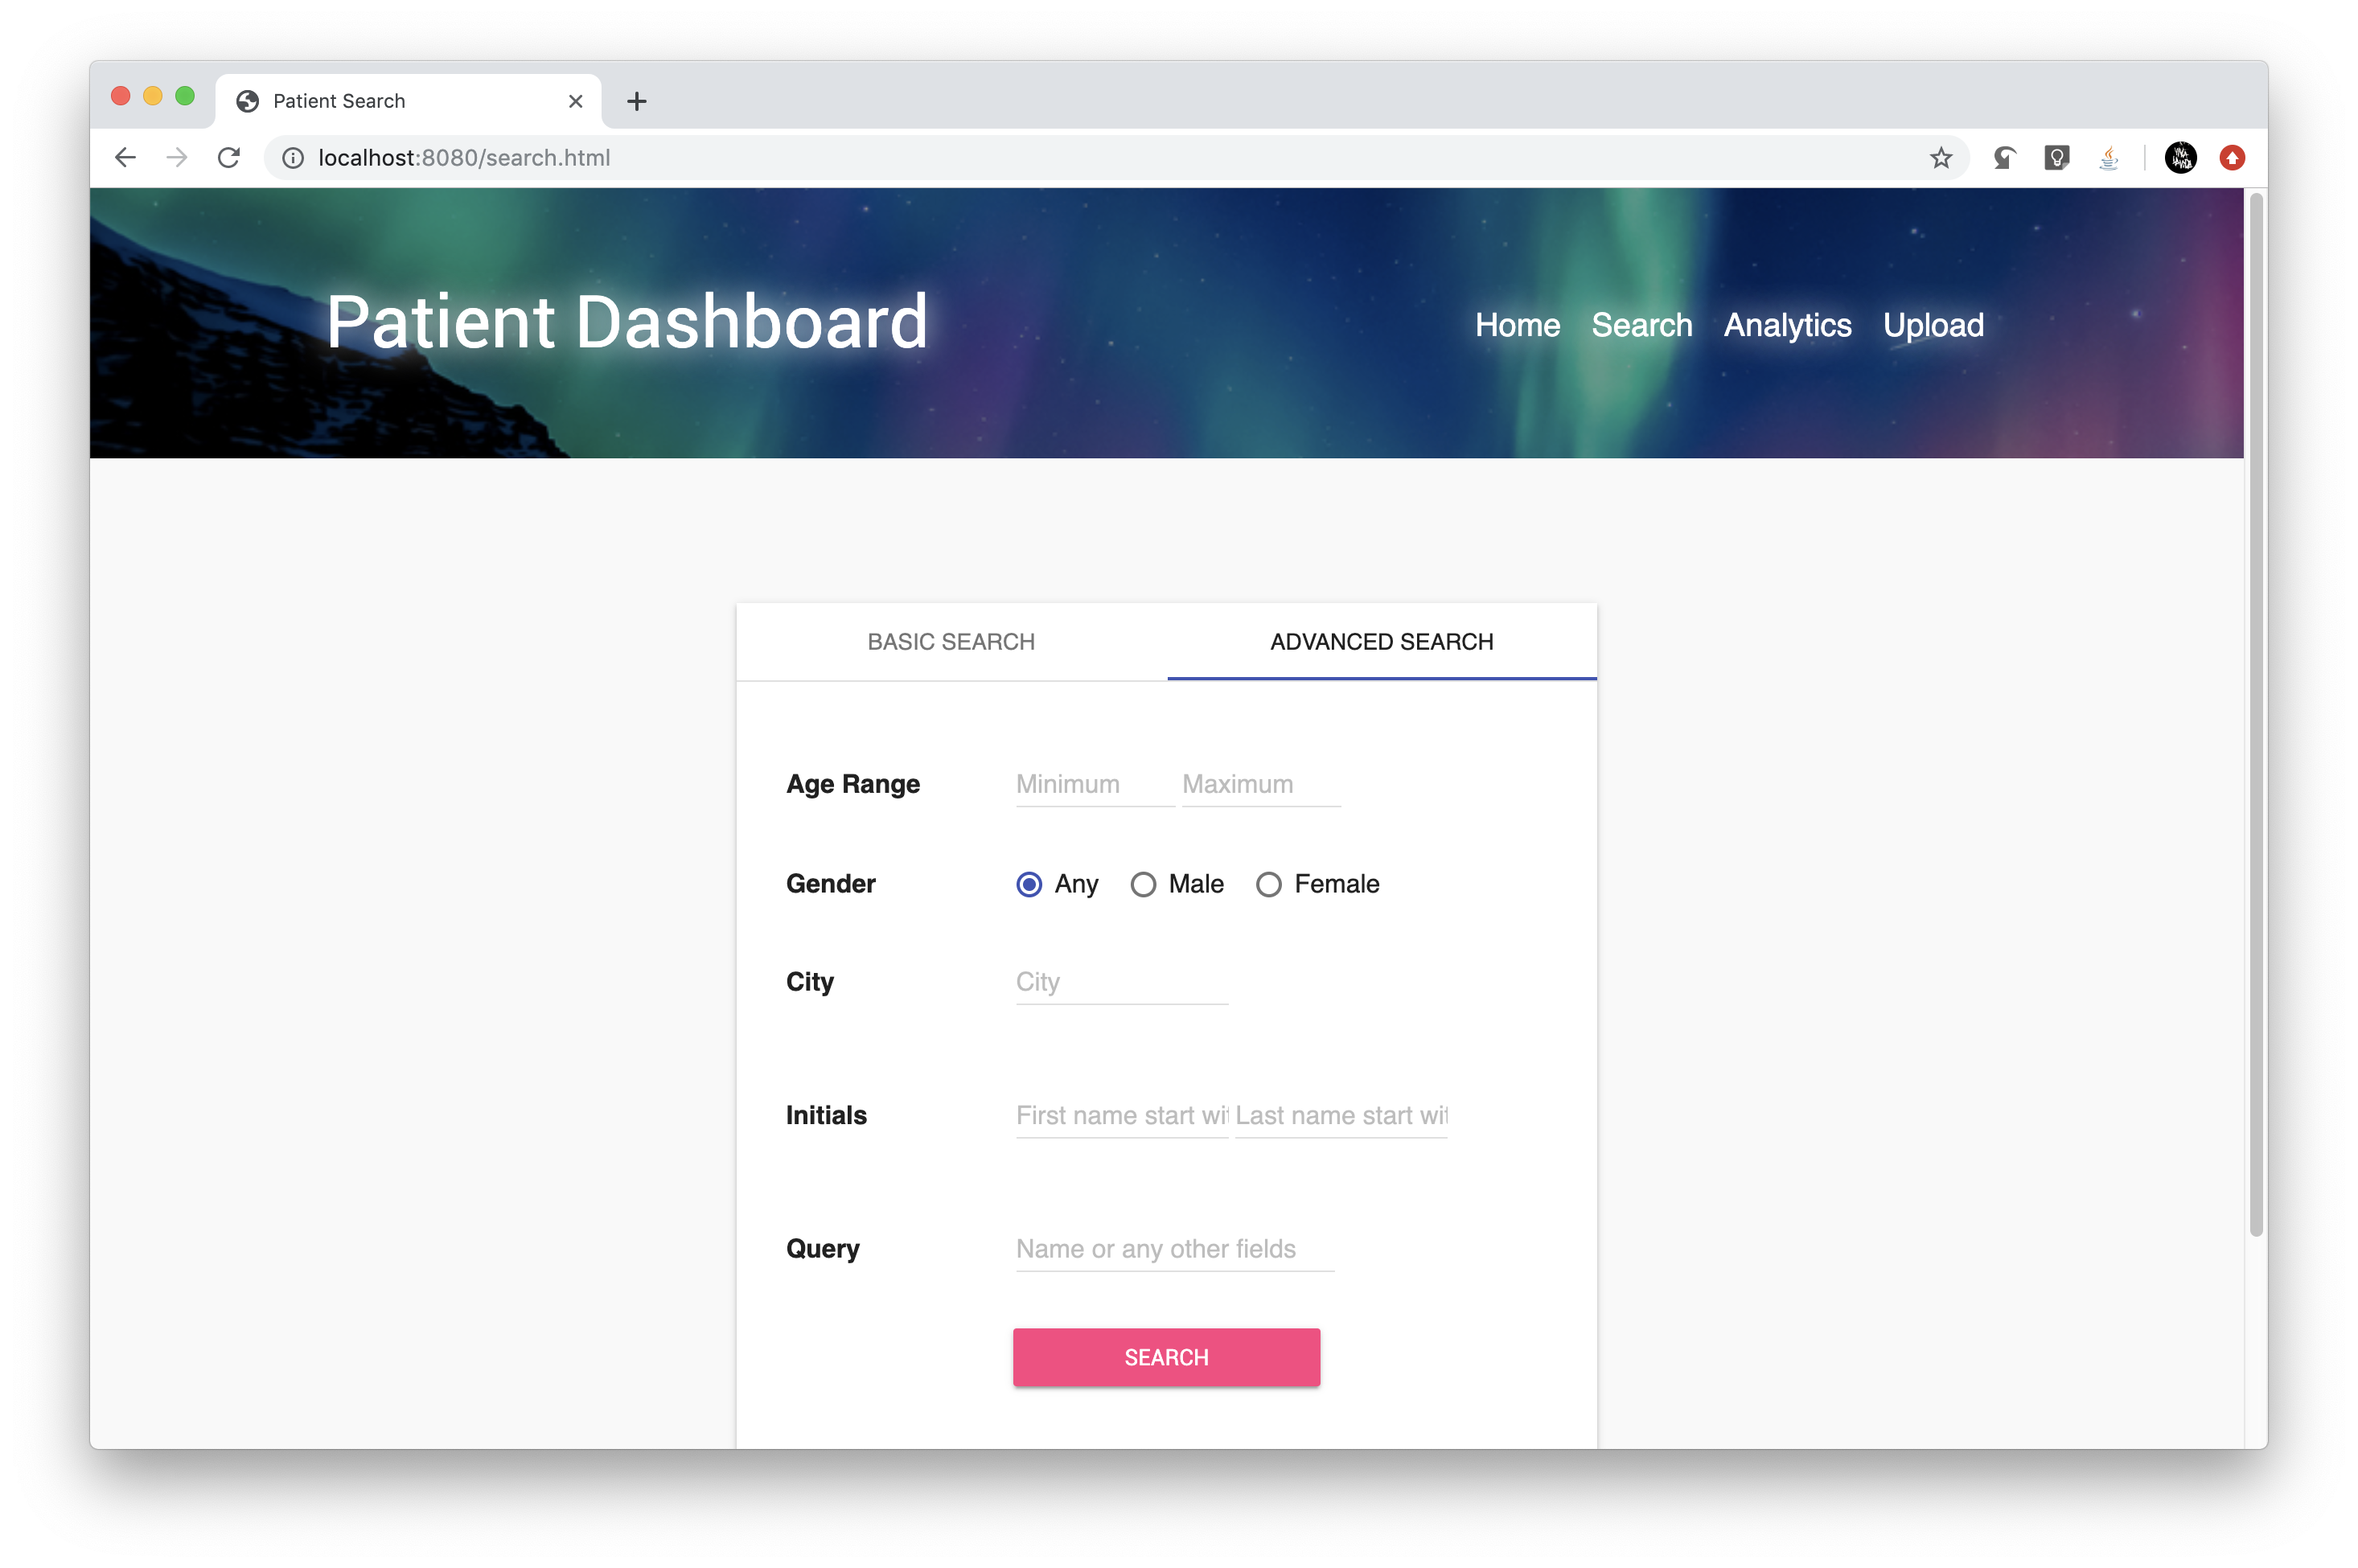 Patient Search
localhost:8080/search.html
Patient Dashboard
Home Search Analytics Upload
BASIC SEARCH ADVANCED SEARCH
Age Range Minimum Maximum
Gender Any Male Female
City City
Initials First name start wit Last name start wit
Query Name or any other fields
SEARCH